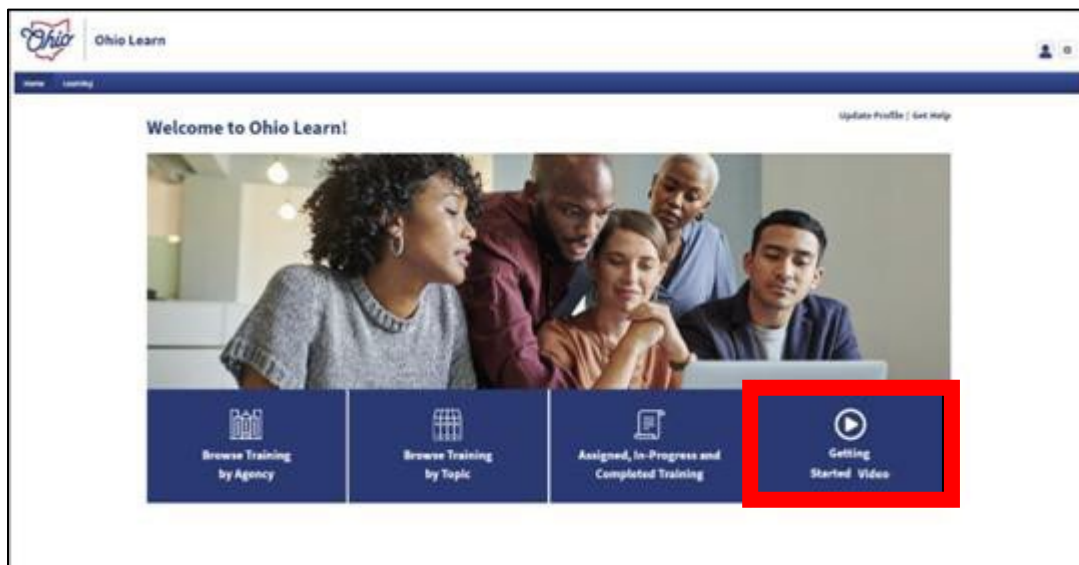 Ohio
Ohio Learn
Home Learning
Update Profile | Get Help
Welcome to Ohio Learn!
Browse Training
by Agency
Browse Training
by Topic
Assigned, In-Progress and
Completed Training
Getting
Started Video